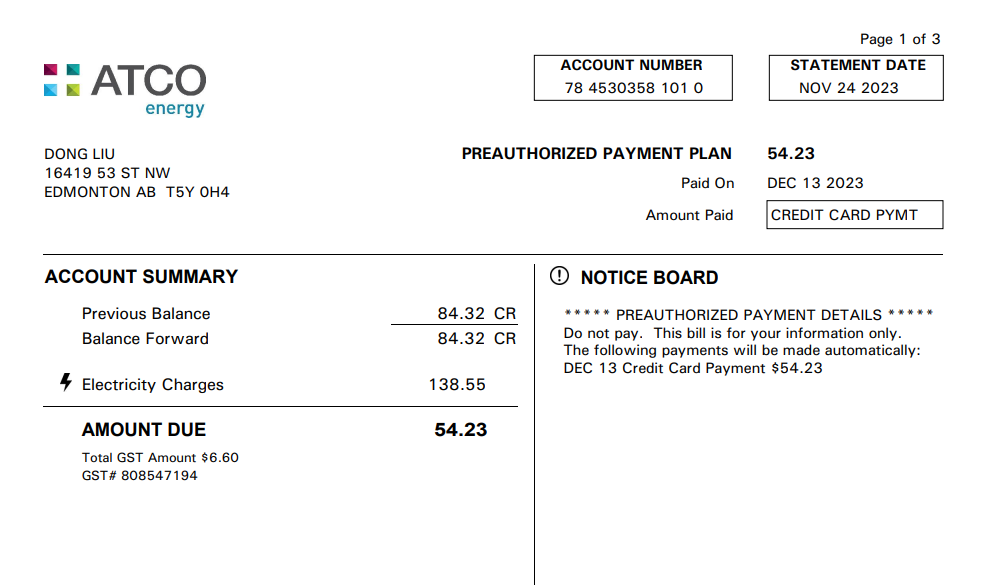 Page 1 of 3
ATCO
energy
ACCOUNT NUMBER
78 4530358 101 0
STATEMENT DATE
NOV 24 2023
DONG LIU
16419 53 ST NW
EDMONTON AB  T5Y 0H4
PREAUTHORIZED PAYMENT PLAN 54.23
Paid On DEC 13 2023
Amount Paid CREDIT CARD PYMT
ACCOUNT SUMMARY
Previous Balance 84.32 CR
Balance Forward 84.32 CR
Electricity Charges 138.55
AMOUNT DUE 54.23
Total GST Amount $6.60
GST# 808547194
NOTICE BOARD
***** PREAUTHORIZED PAYMENT DETAILS *****
Do not pay.  This bill is for your information only.
The following payments will be made automatically:
DEC 13 Credit Card Payment $54.23